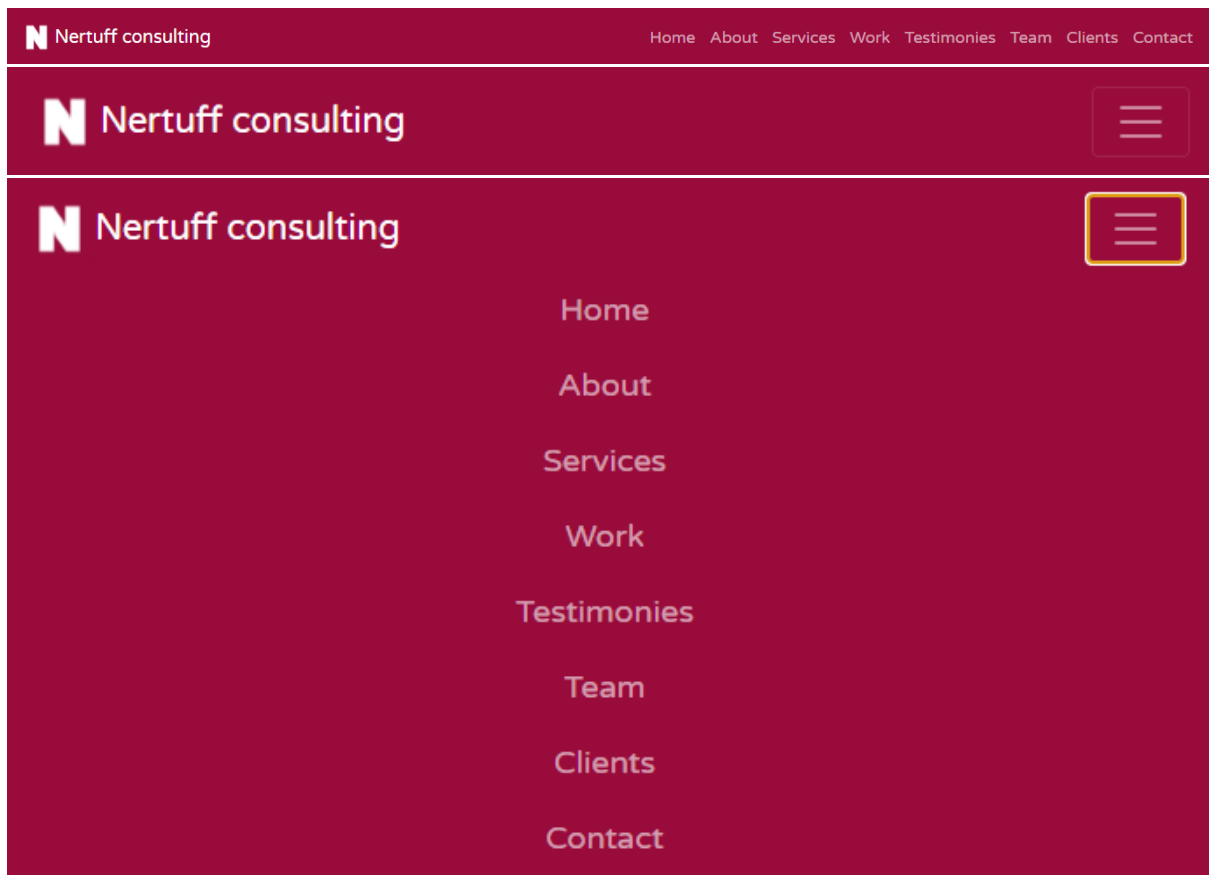 N Nertuff consulting Home About Services Work Testimonies Team Clients Contact
N Nertuff consulting
N Nertuff consulting
Home
About
Services
Work
Testimonies
Team
Clients
Contact